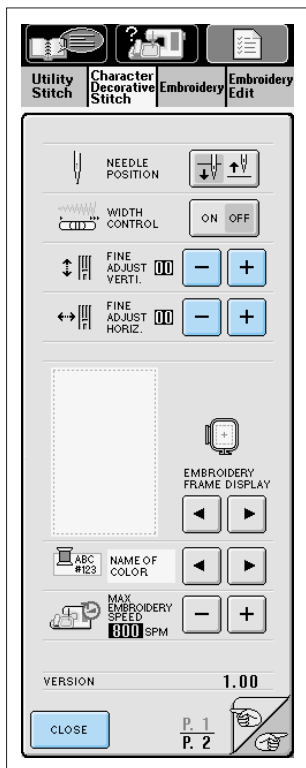 Utility Stitch
Character Decorative Stitch
Embroidery
Embroidery Edit
NEEDLE
POSITION
WIDTH
CONTROL
ON OFF
FINE
ADJUST 00
VERTI.
- +
FINE
ADJUST 00
HORIZ.
- +
EMBROIDERY
FRAME DISPLAY
ABC
#123
NAME OF
COLOR
MAX
EMBROIDERY
SPEED
800 SPM
- +
VERSION 1.00
CLOSE
P. 1
P. 2